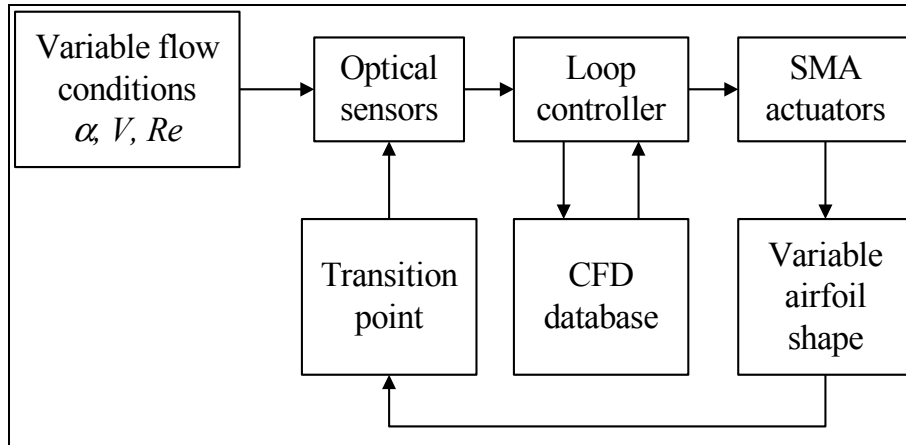 Variable flow
conditions
α, V, Re
Optical
sensors
Loop
controller
SMA
actuators
Transition
point
CFD
database
Variable
airfoil
shape